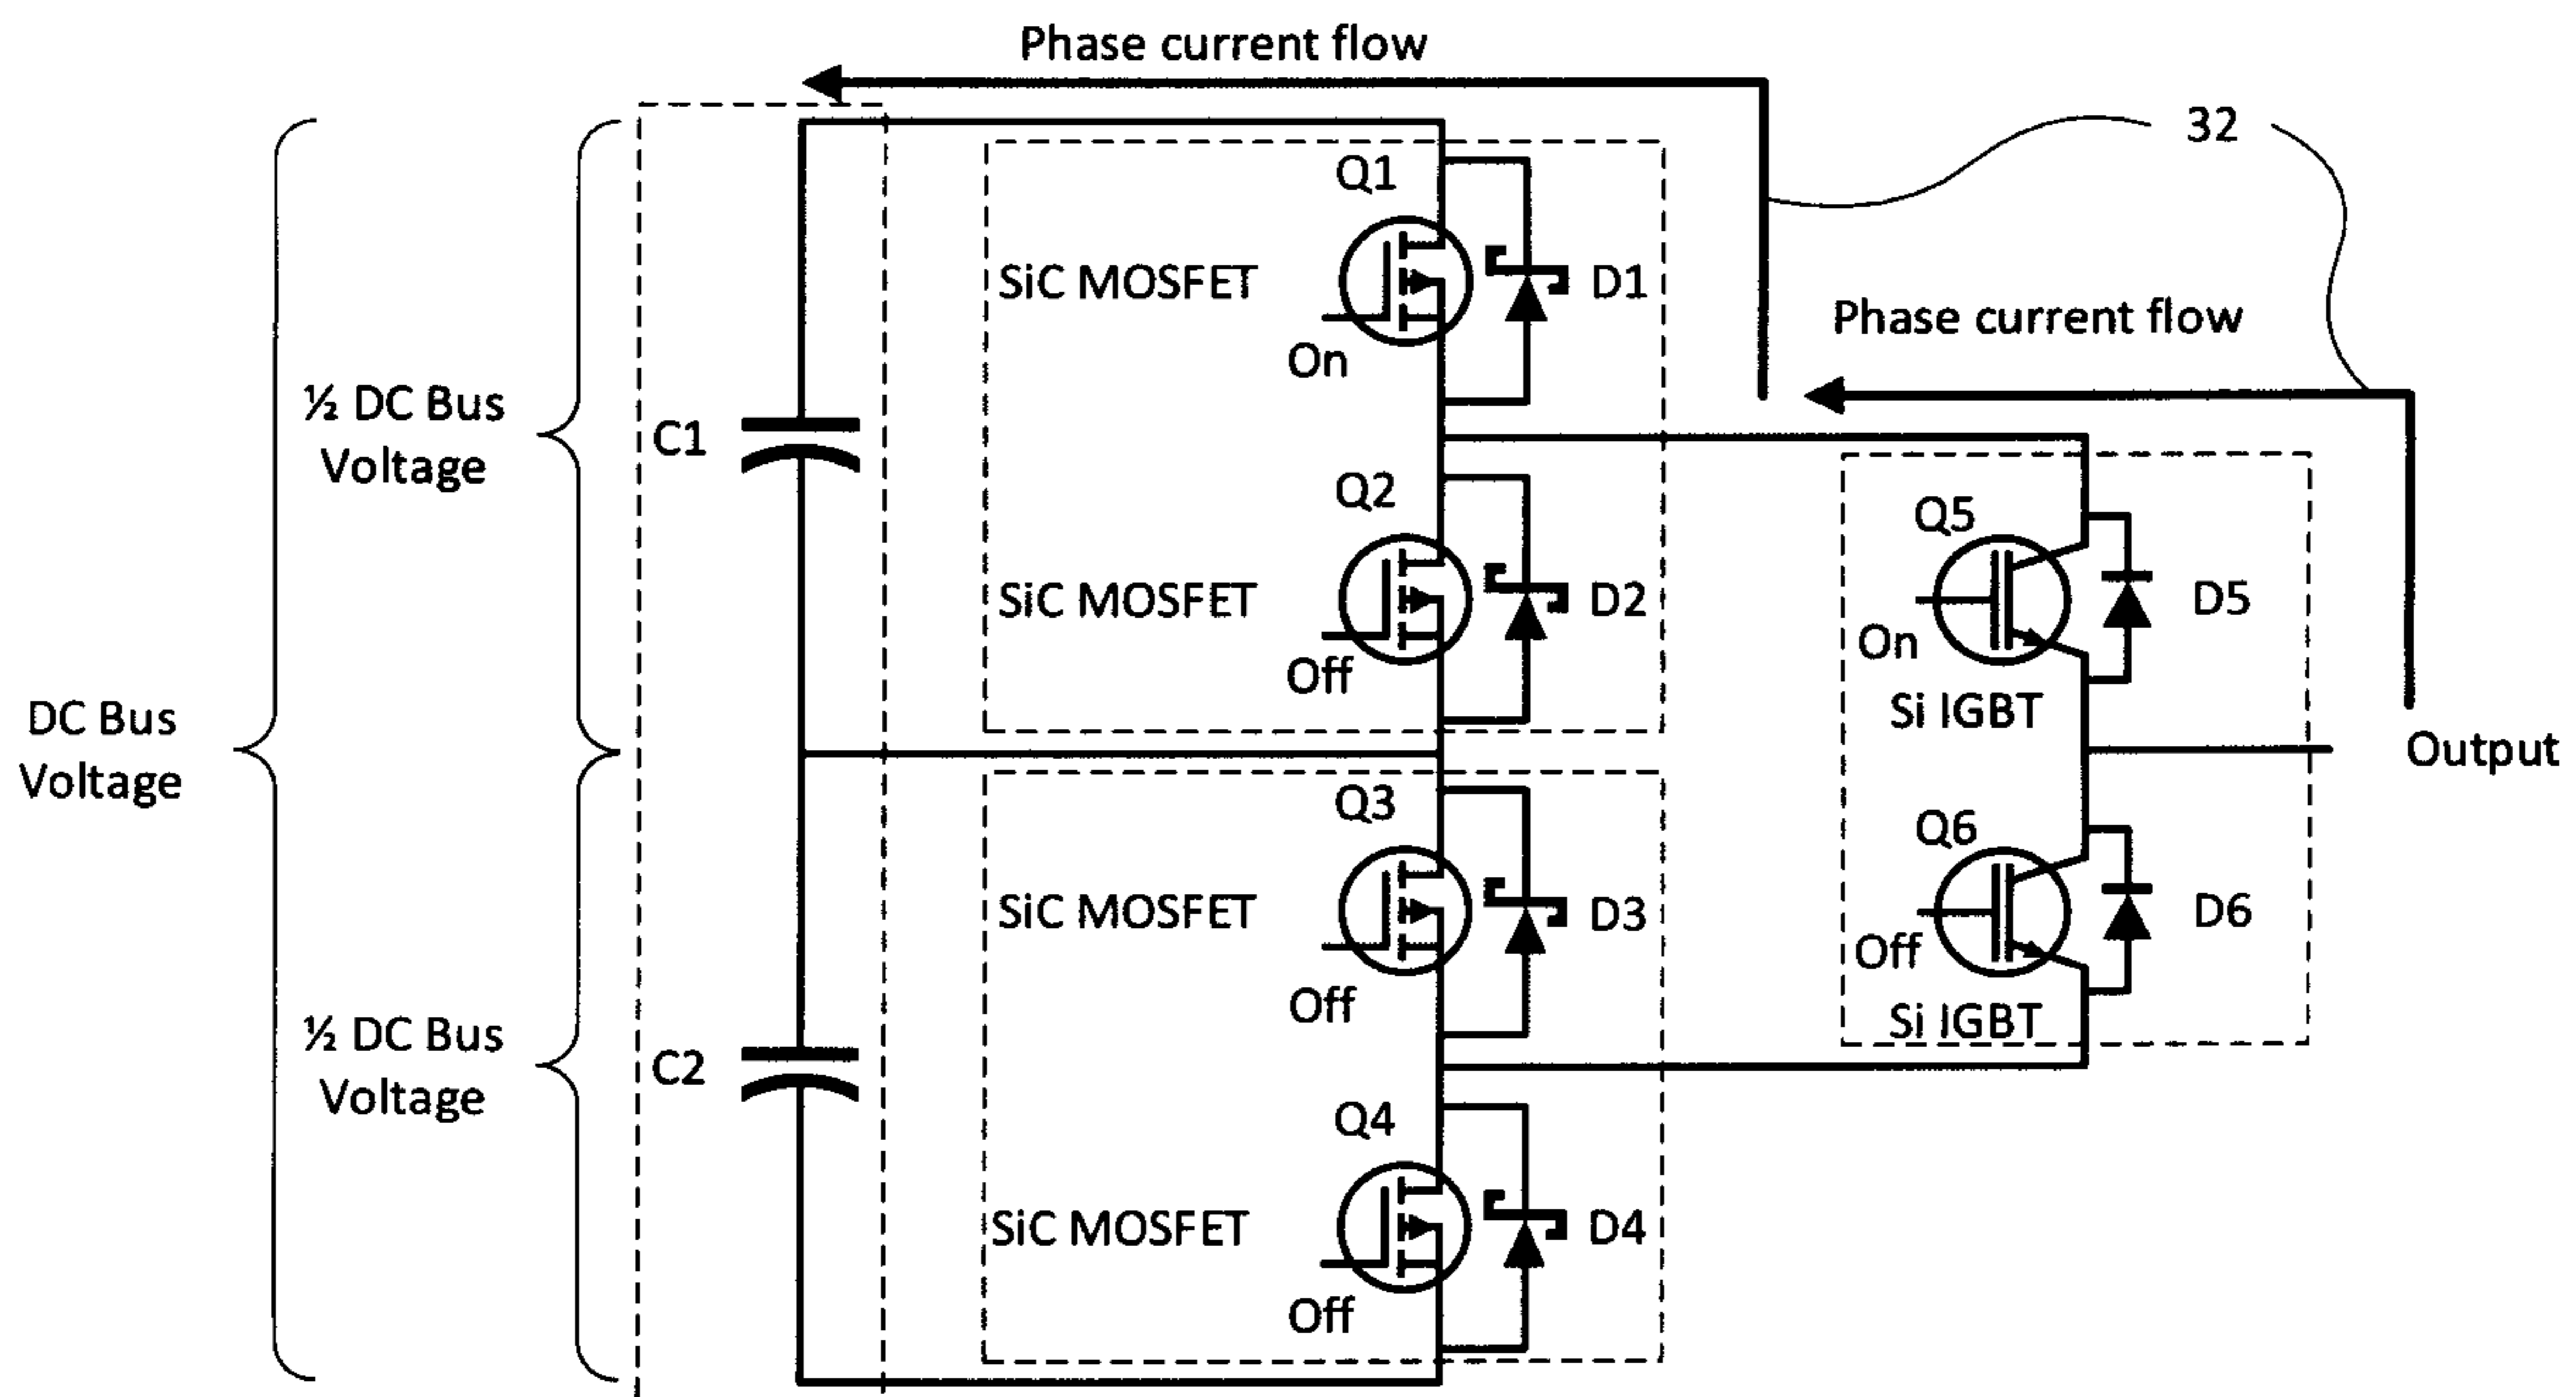 Phase current flow
32
Q1
SiC MOSFET
D1
On
Phase current flow
½ DC Bus
Voltage
C1
Q2
SiC MOSFET
D2
Off
Q5
D5
On
Si IGBT
DC Bus
Voltage
Output
Q3
SiC MOSFET
D3
Off
Q6
D6
Off
Si IGBT
½ DC Bus
Voltage
C2
Q4
SiC MOSFET
D4
Off